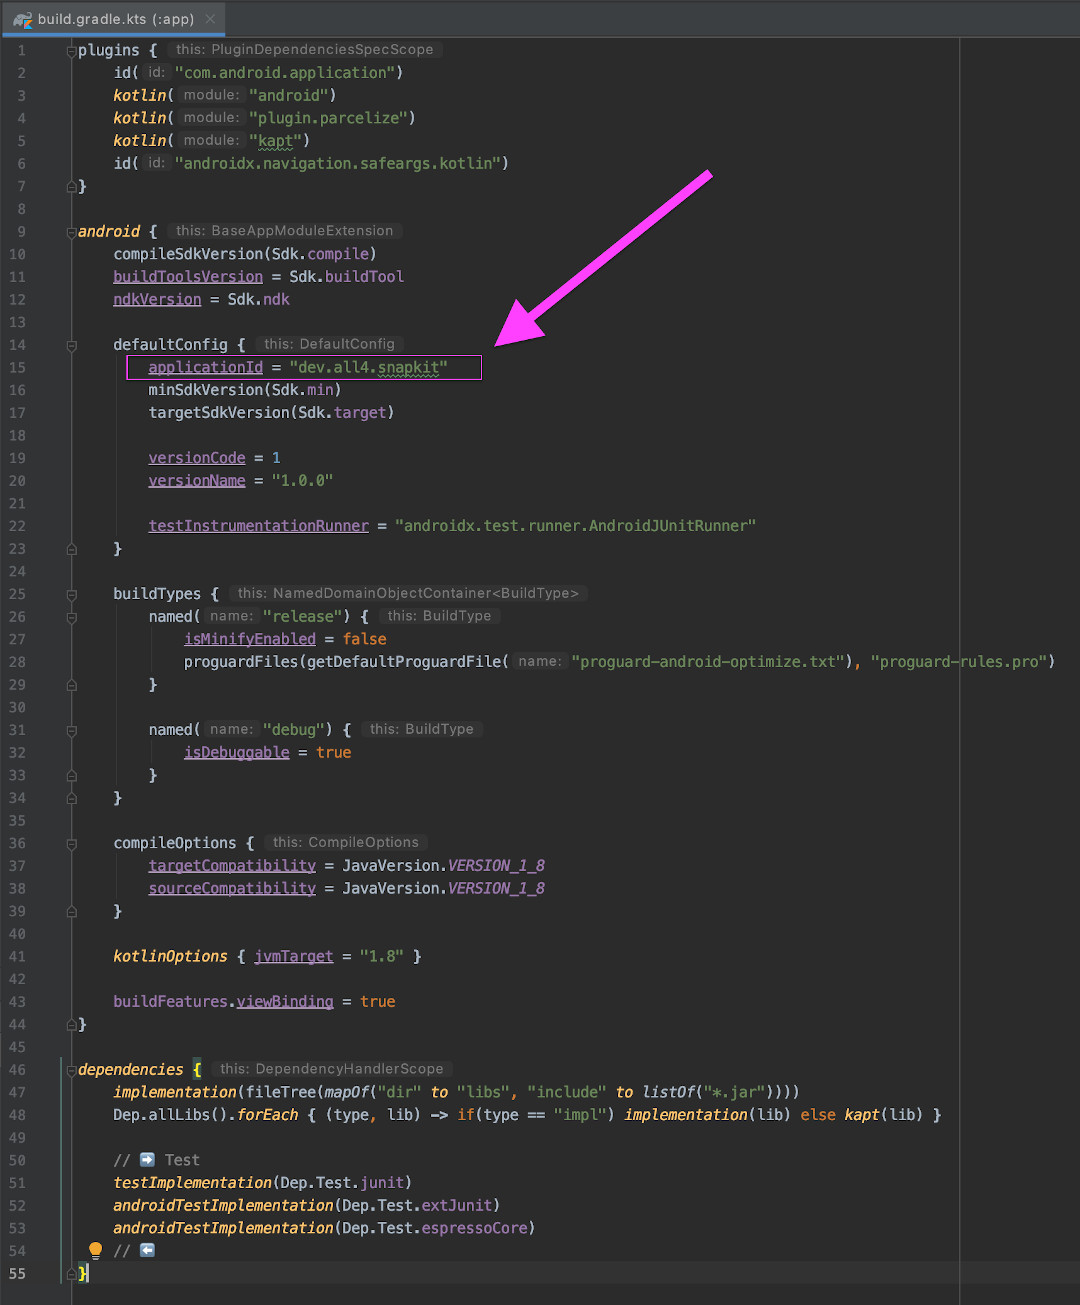 build.gradle.kts (:app)
1 plugins { this: PluginDependenciesSpecScope
2 id( id: "com.android.application")
3 kotlin( module: "android")
4 kotlin( module: "plugin.parcelize")
5 kotlin( module: "kapt")
6 id( id: "androidx.navigation.safeargs.kotlin")
7 }
8
9 android { this: BaseAppModuleExtension
10 compileSdkVersion(Sdk.compile)
11 buildToolsVersion = Sdk.buildTool
12 ndkVersion = Sdk.ndk
13
14 defaultConfig { this: DefaultConfig
15 applicationId = "dev.all4.snapkit"
16 minSdkVersion(Sdk.min)
17 targetSdkVersion(Sdk.target)
18
19 versionCode = 1
20 versionName = "1.0.0"
21
22 testInstrumentationRunner = "androidx.test.runner.AndroidJUnitRunner"
23 }
24
25 buildTypes { this: NamedDomainObjectContainer<BuildType>
26 named( name: "release") { this: BuildType
27 isMinifyEnabled = false
28 proguardFiles(getDefaultProguardFile( name: "proguard-android-optimize.txt"), "proguard-rules.pro")
29 }
30
31 named( name: "debug") { this: BuildType
32 isDebuggable = true
33 }
34 }
35
36 compileOptions { this: CompileOptions
37 targetCompatibility = JavaVersion.VERSION_1_8
38 sourceCompatibility = JavaVersion.VERSION_1_8
39 }
40
41 kotlinOptions { jvmTarget = "1.8" }
42
43 buildFeatures.viewBinding = true
44 }
45
46 dependencies { this: DependencyHandlerScope
47 implementation(fileTree(mapOf("dir" to "libs", "include" to listOf("*.jar"))))
48 Dep.allLibs().forEach { (type, lib) -> if(type == "impl") implementation(lib) else kapt(lib) }
49
50 // ➡️ Test
51 testImplementation(Dep.Test.junit)
52 androidTestImplementation(Dep.Test.extJunit)
53 androidTestImplementation(Dep.Test.espressoCore)
54 // ⬅️
55 }